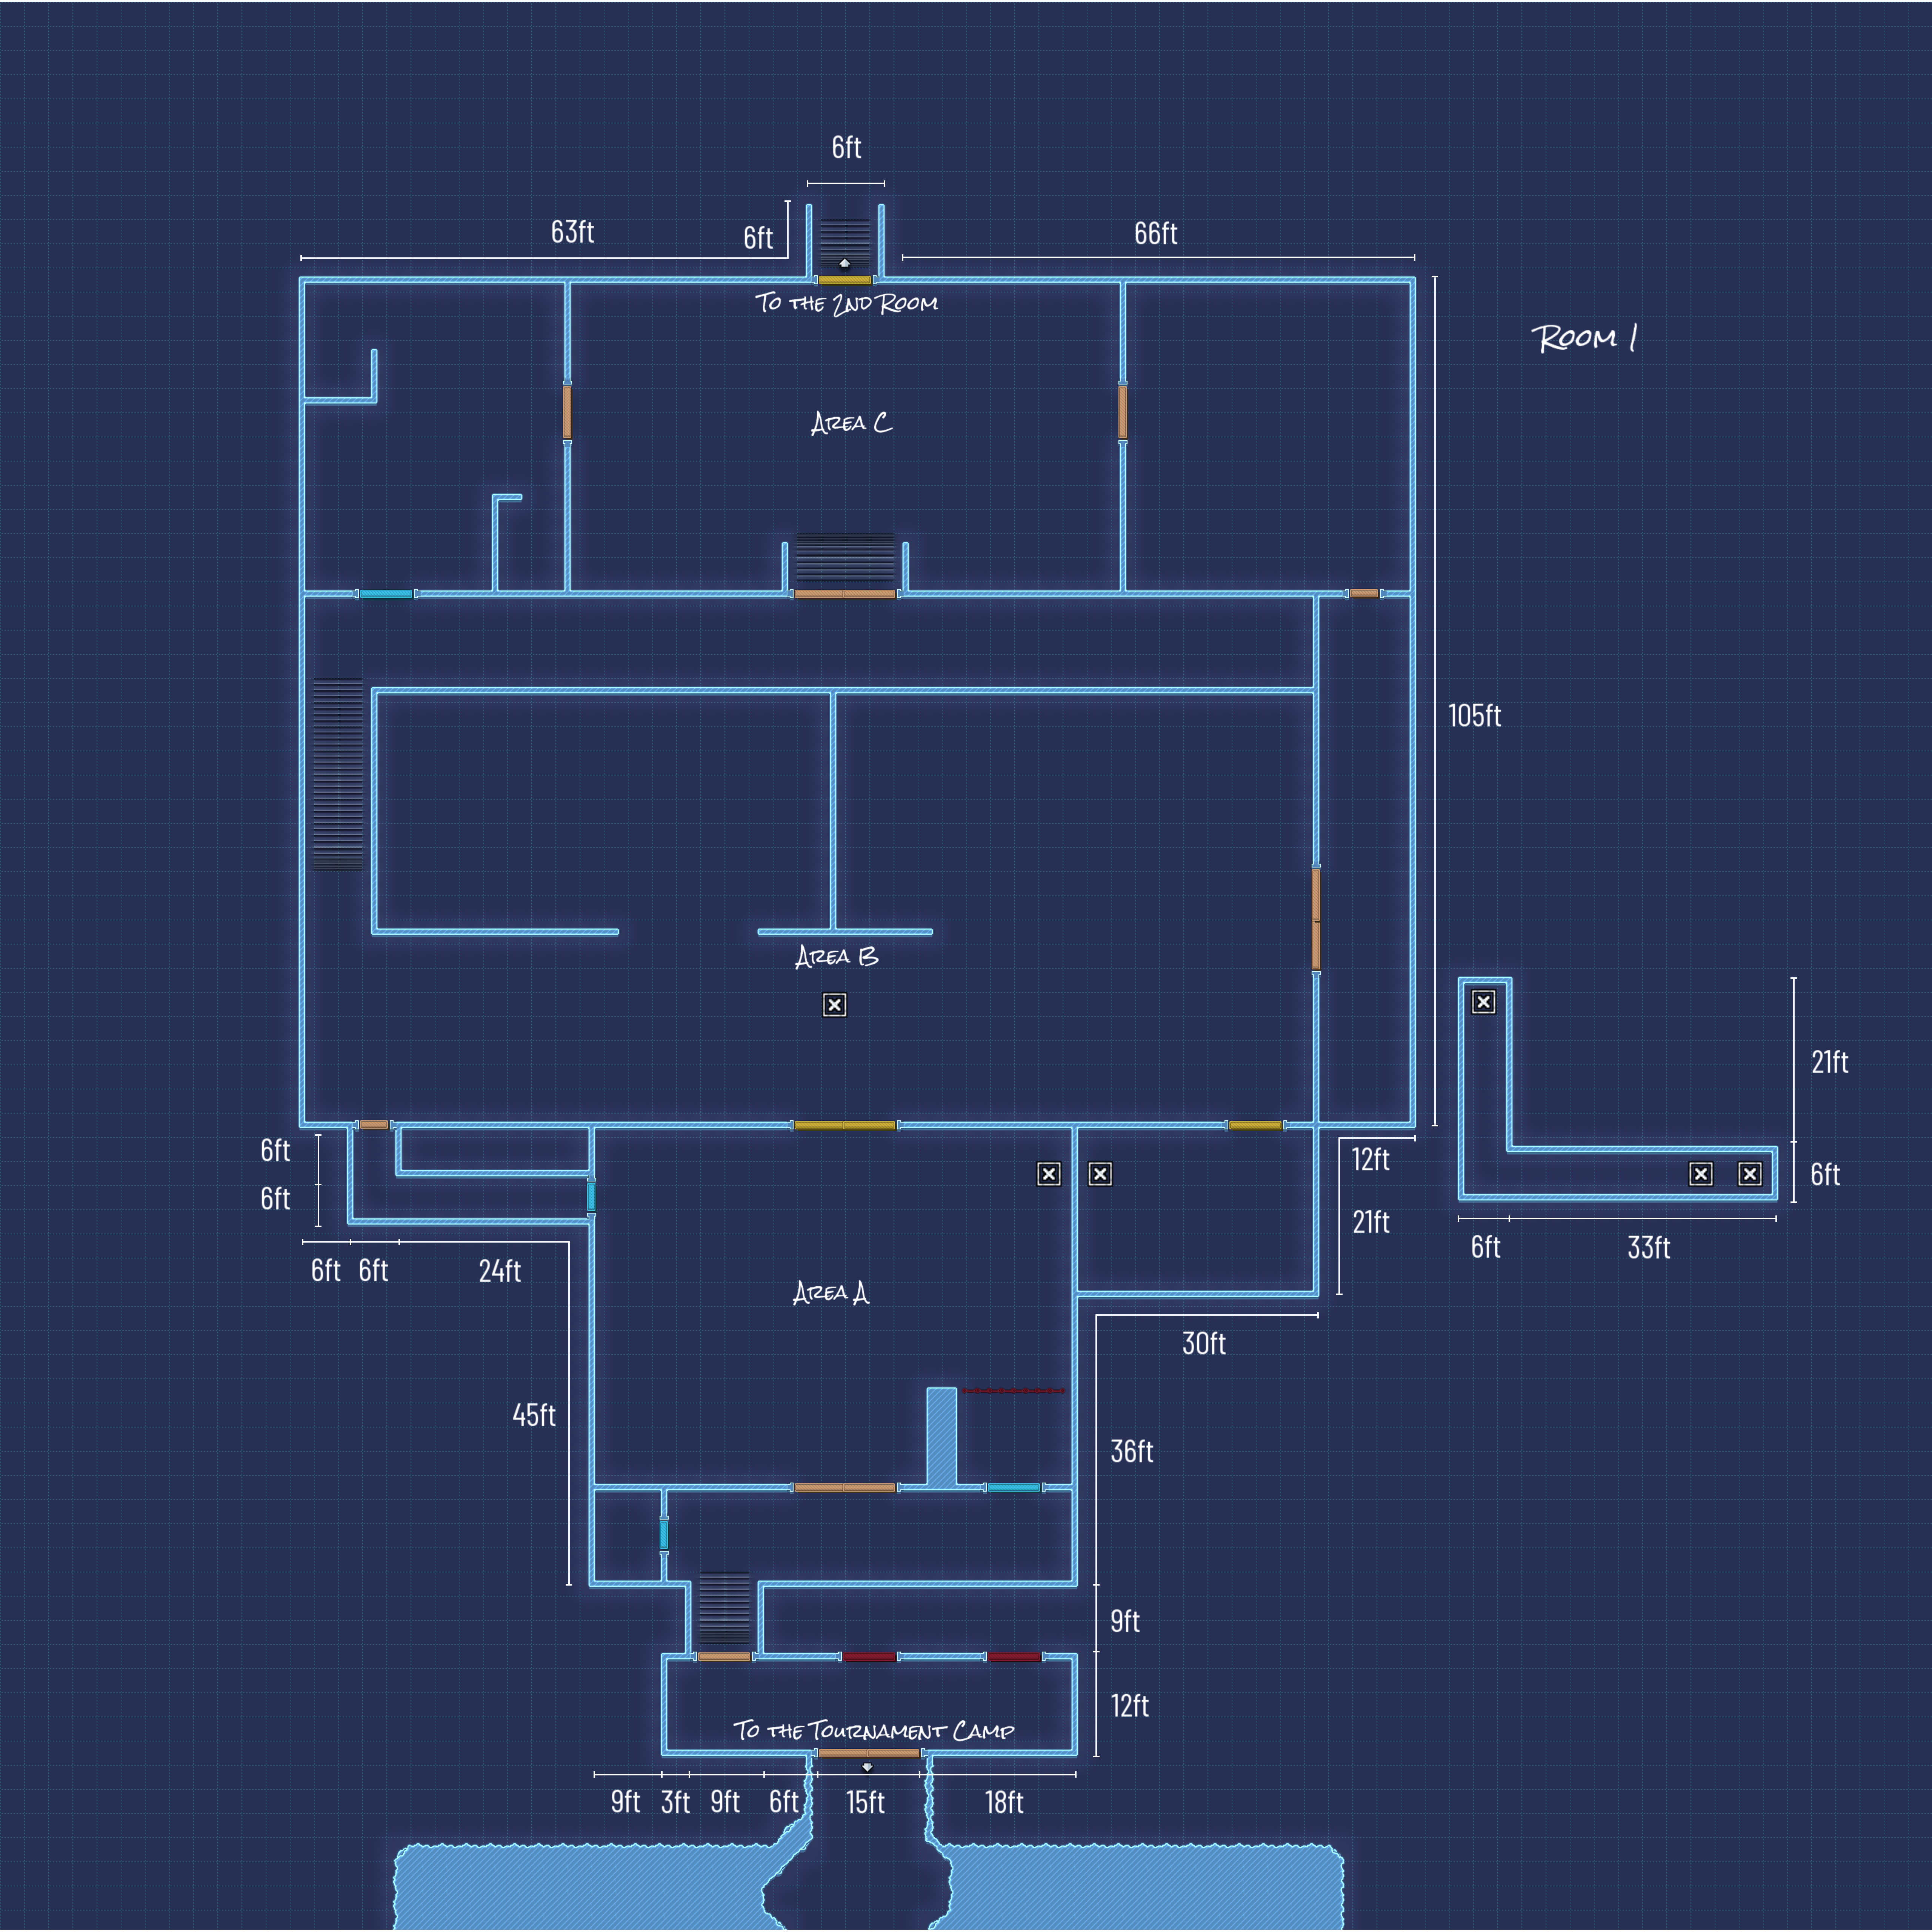 6ft
63ft
6ft
66ft
To the 2nd Room
Room 1
Area C
105ft
Area B
21ft
6ft
6ft
33ft
6ft
6ft
12ft
21ft
6ft
6ft
24ft
Area A
30ft
45ft
36ft
9ft
12ft
To the Tournament Camp
9ft
3ft
9ft
6ft
15ft
18ft